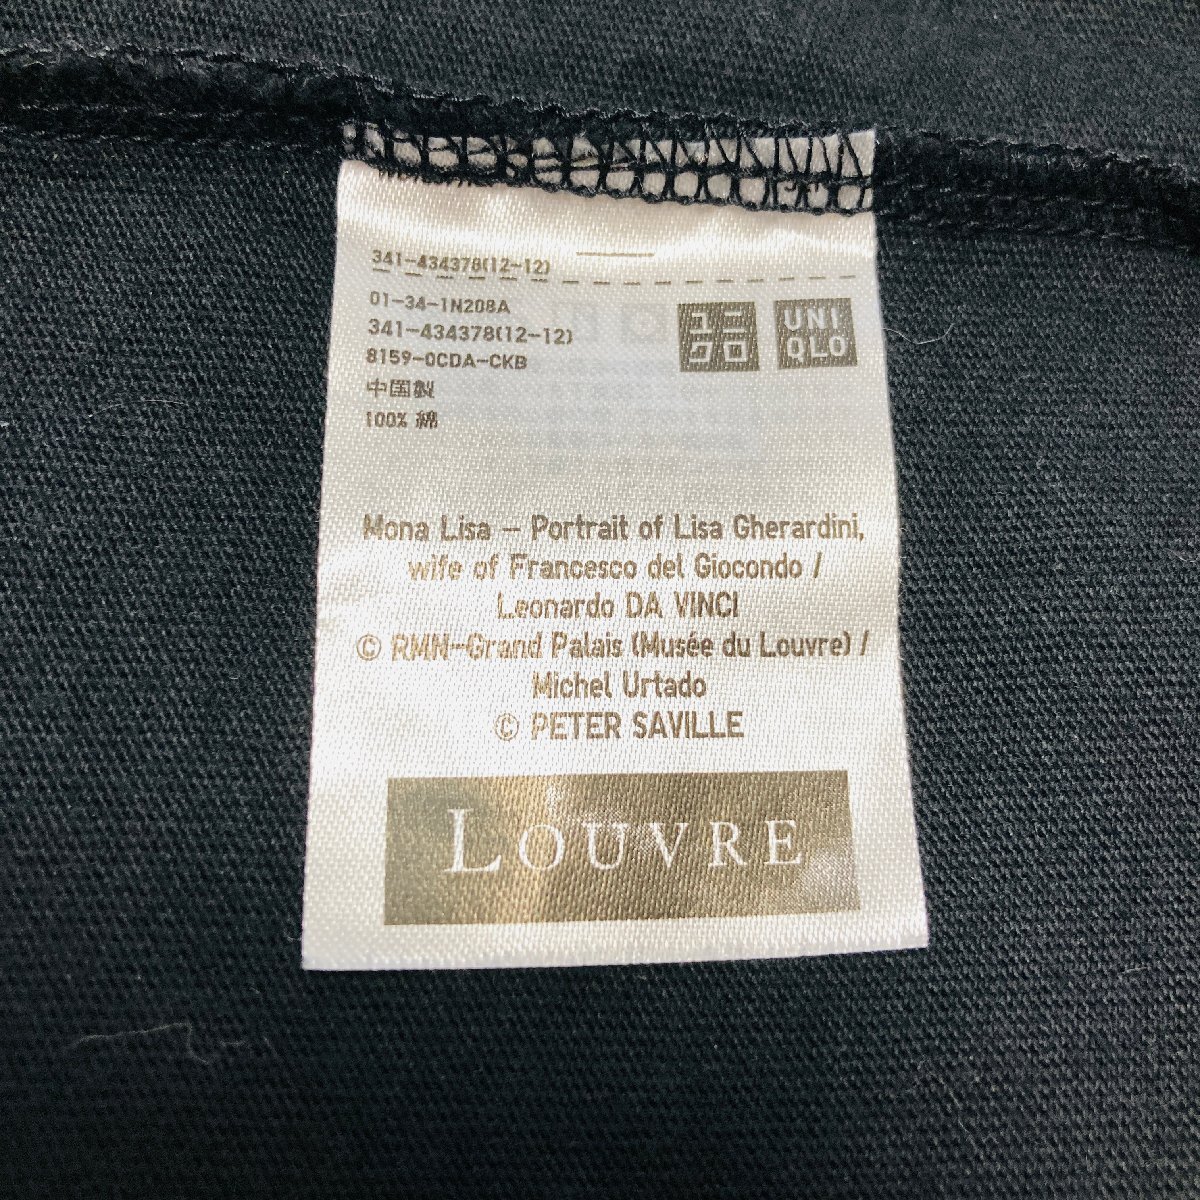 341-434378(12-12)
01-34-1N208A
341-434378(12-12)
8159-0CDA-CKB
中国製
100% 綿
ユニ
クロ
UNI
QLO
Mona Lisa – Portrait of Lisa Gherardini,
wife of Francesco del Giocondo /
Leonardo DA VINCI
© RMN-Grand Palais (Musée du Louvre) /
Michel Urtado
© PETER SAVILLE
LOUVRE